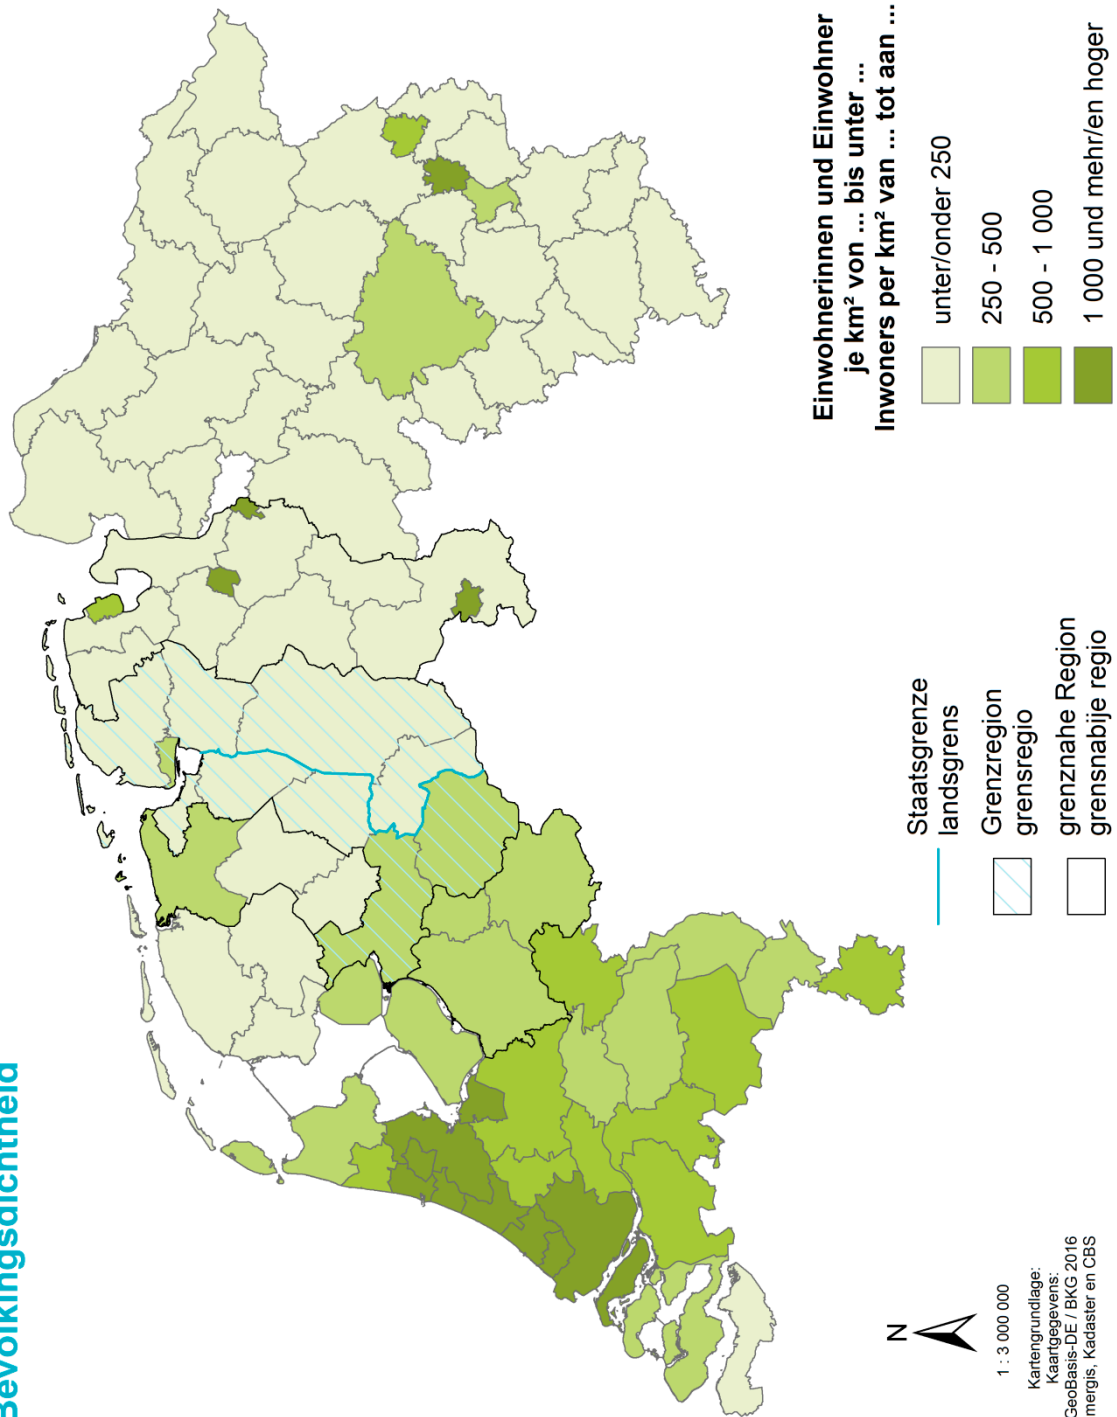 Bevolkingsdichtheid
Einwohnerinnen und Einwohner
je km² von ... bis unter ...
Inwoners per km² van ... tot aan ...
unter/onder 250
250 - 500
500 - 1 000
1 000 und mehr/en hoger
Staatsgrenze
landsgrens
Grenzregion
grensregio
grenznahe Region
grensnabije regio
N
1 : 3 000 000
Kartengrundlage:
Kaartgegevens:
GeoBasis-DE / BKG 2016
mergis, Kadaster en CBS